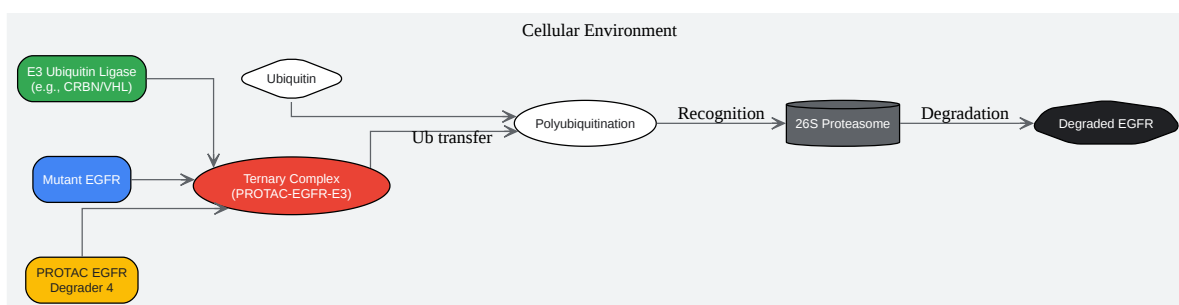 Cellular Environment
E3 Ubiquitin Ligase
(e.g., CRBN/VHL)
Ubiquitin
Polyubiquitination
Recognition
26S Proteasome
Degradation
Degraded EGFR
Ub transfer
Mutant EGFR
Ternary Complex
(PROTAC-EGFR-E3)
PROTAC EGFR
Degrader 4